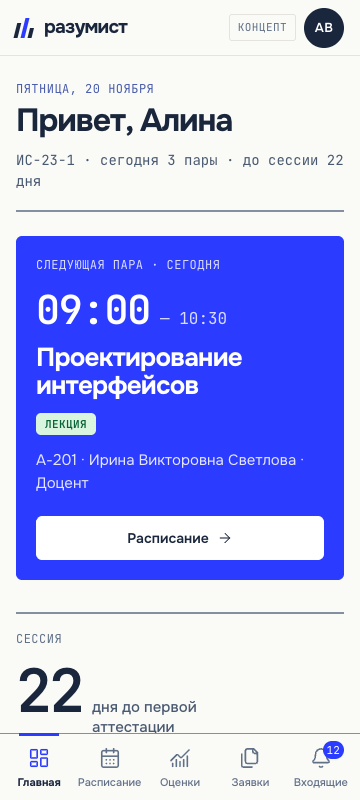 разумист
КОНЦЕПТ
АВ
ПЯТНИЦА, 20 НОЯБРЯ
Привет, Алина
ИС-23-1 · сегодня 3 пары · до сессии 22
дня
СЛЕДУЮЩАЯ ПАРА · СЕГОДНЯ
09:00 — 10:30
Проектирование
интерфейсов
ЛЕКЦИЯ
А-201 · Ирина Викторовна Светлова ·
Доцент
Расписание →
СЕССИЯ
22 дня до первой
аттестации
12
Главная
Расписание
Оценки
Заявки
Входящие